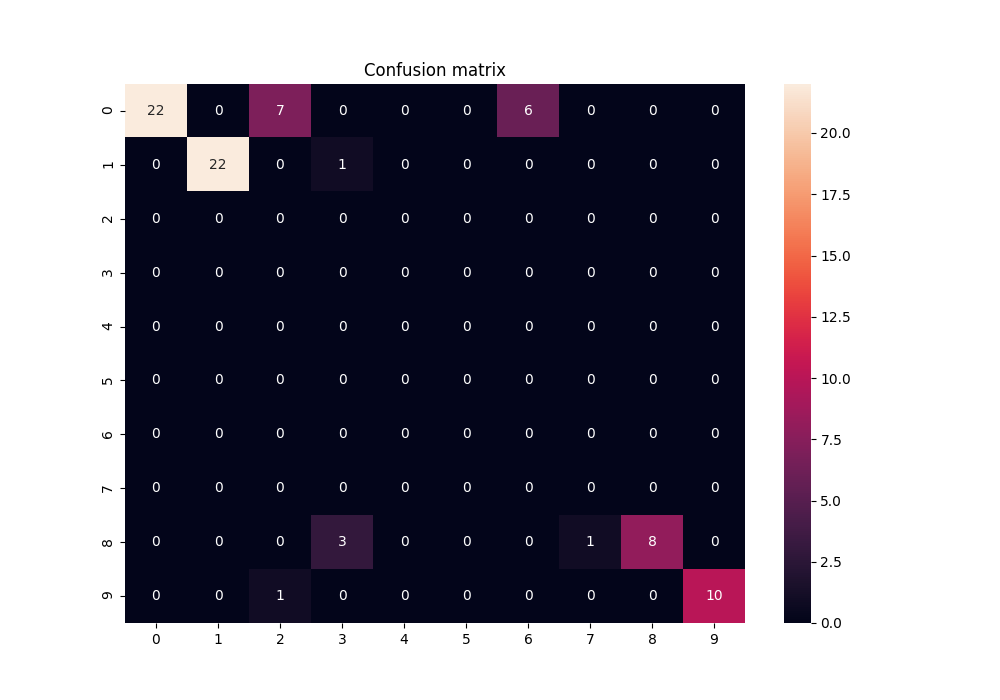 Confusion matrix
0 22 0 7 0 0 0 6 0 0 0
1 0 22 0 1 0 0 0 0 0 0
2 0 0 0 0 0 0 0 0 0 0
3 0 0 0 0 0 0 0 0 0 0
4 0 0 0 0 0 0 0 0 0 0
5 0 0 0 0 0 0 0 0 0 0
6 0 0 0 0 0 0 0 0 0 0
7 0 0 0 0 0 0 0 0 0 0
8 0 0 0 3 0 0 0 1 8 0
9 0 0 1 0 0 0 0 0 0 10
0 1 2 3 4 5 6 7 8 9
20.0
17.5
15.0
12.5
10.0
7.5
5.0
2.5
0.0